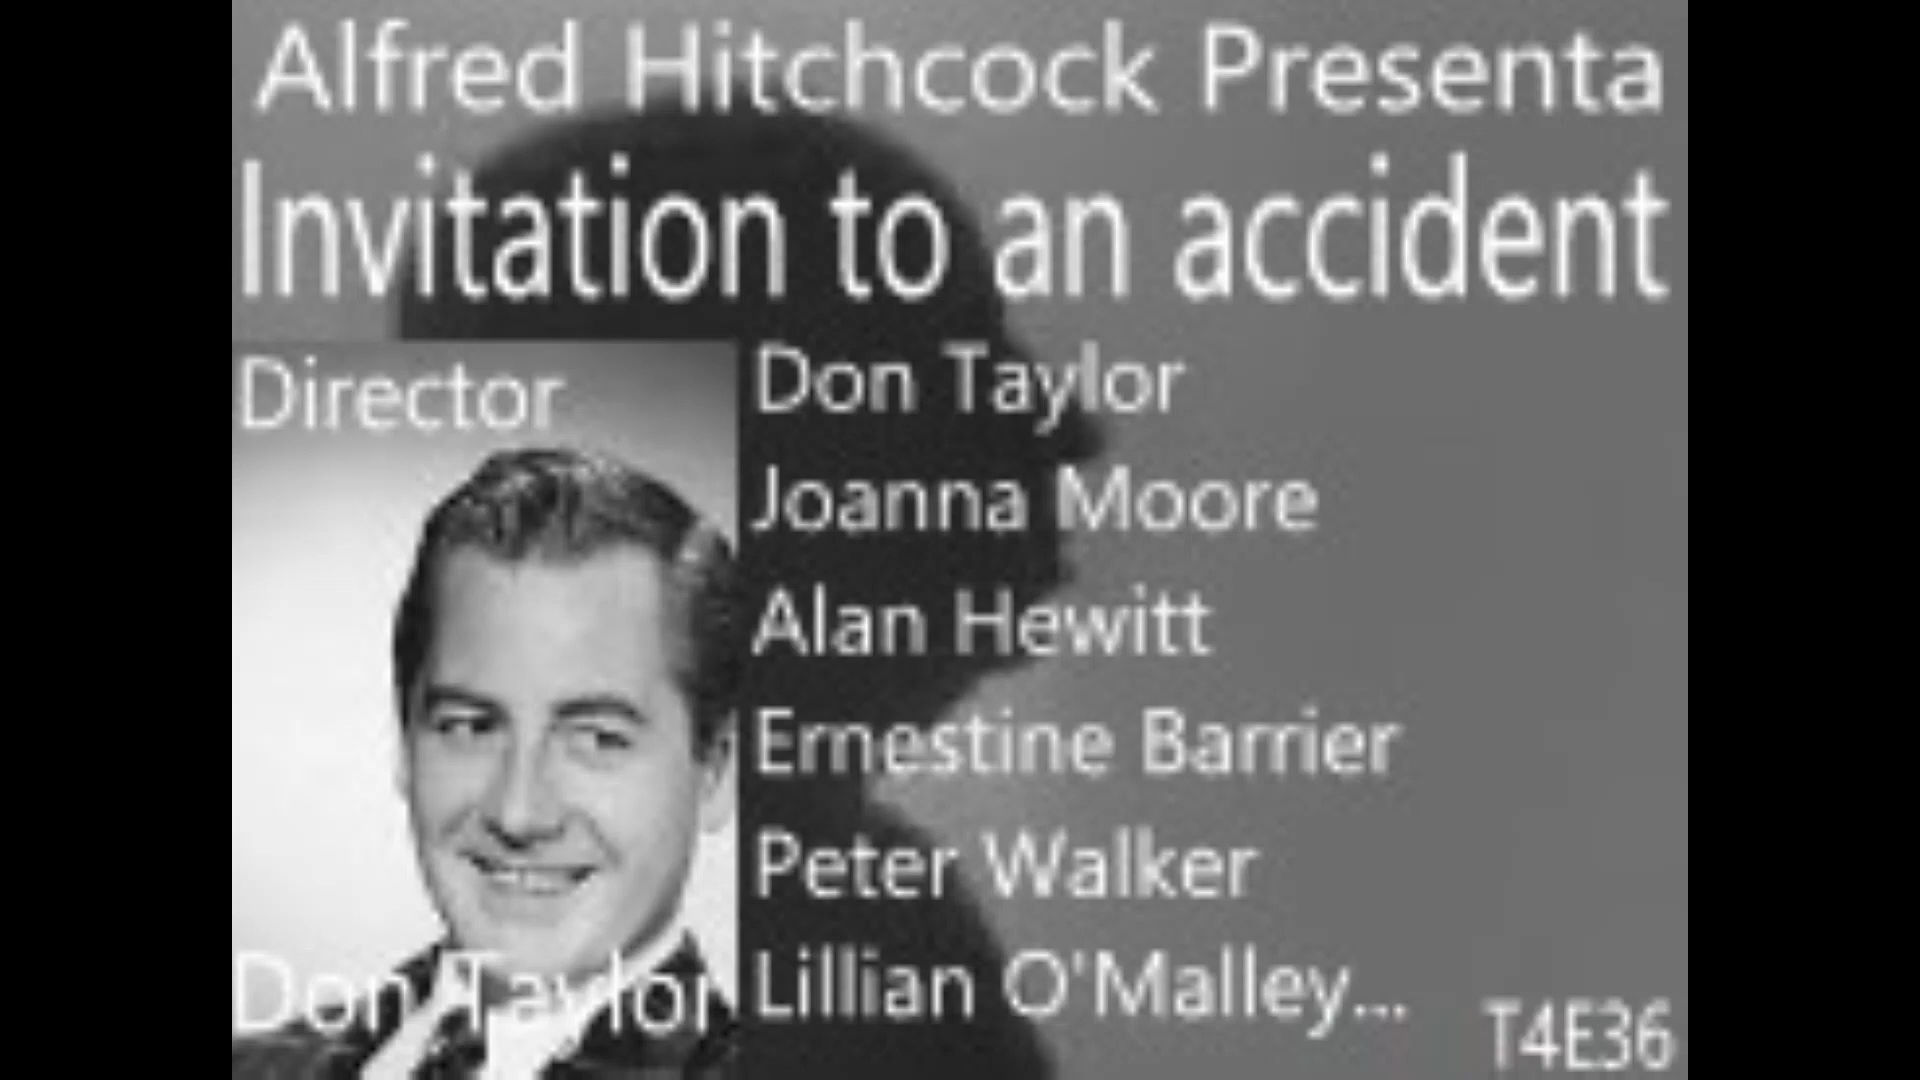 Alfred Hitchcock Presenta
Invitation to an accident
Director
Don Taylor
Don Taylor
Joanna Moore
Alan Hewitt
Ernestine Barrier
Peter Walker
Lillian O'Malley...
T4E36